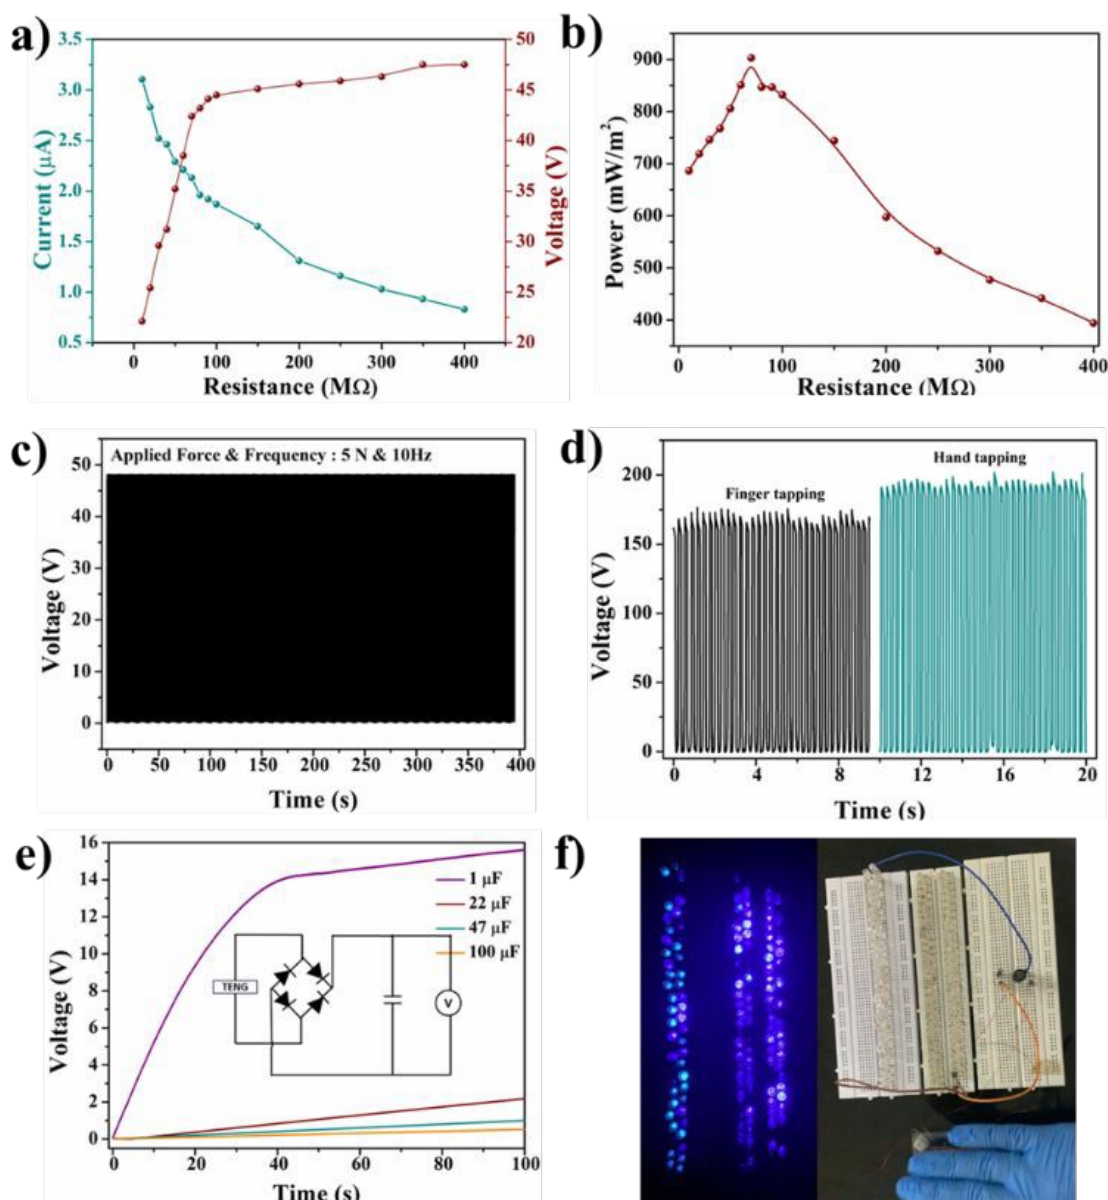 a)
3.5
3.0
2.5
2.0
1.5
1.0
0.5
Current (µA)
50
45
40
35
30
25
20
Voltage (V)
0 100 200 300 400
Resistance (MΩ)
b)
900
800
700
600
500
400
Power (mW/m²)
0 100 200 300 400
Resistance (MΩ)
c)
Applied Force & Frequency : 5 N & 10Hz
50
40
30
20
10
0
Voltage (V)
0 50 100 150 200 250 300 350 400
Time (s)
d)
Hand tapping
Finger tapping
200
150
100
50
0
Voltage (V)
0 4 8 12 16 20
Time (s)
e)
16
14
12
10
8
6
4
2
0
Voltage (V)
1 µF
22 µF
47 µF
100 µF
TENG
V
0 20 40 60 80 100
Time (s)
f)